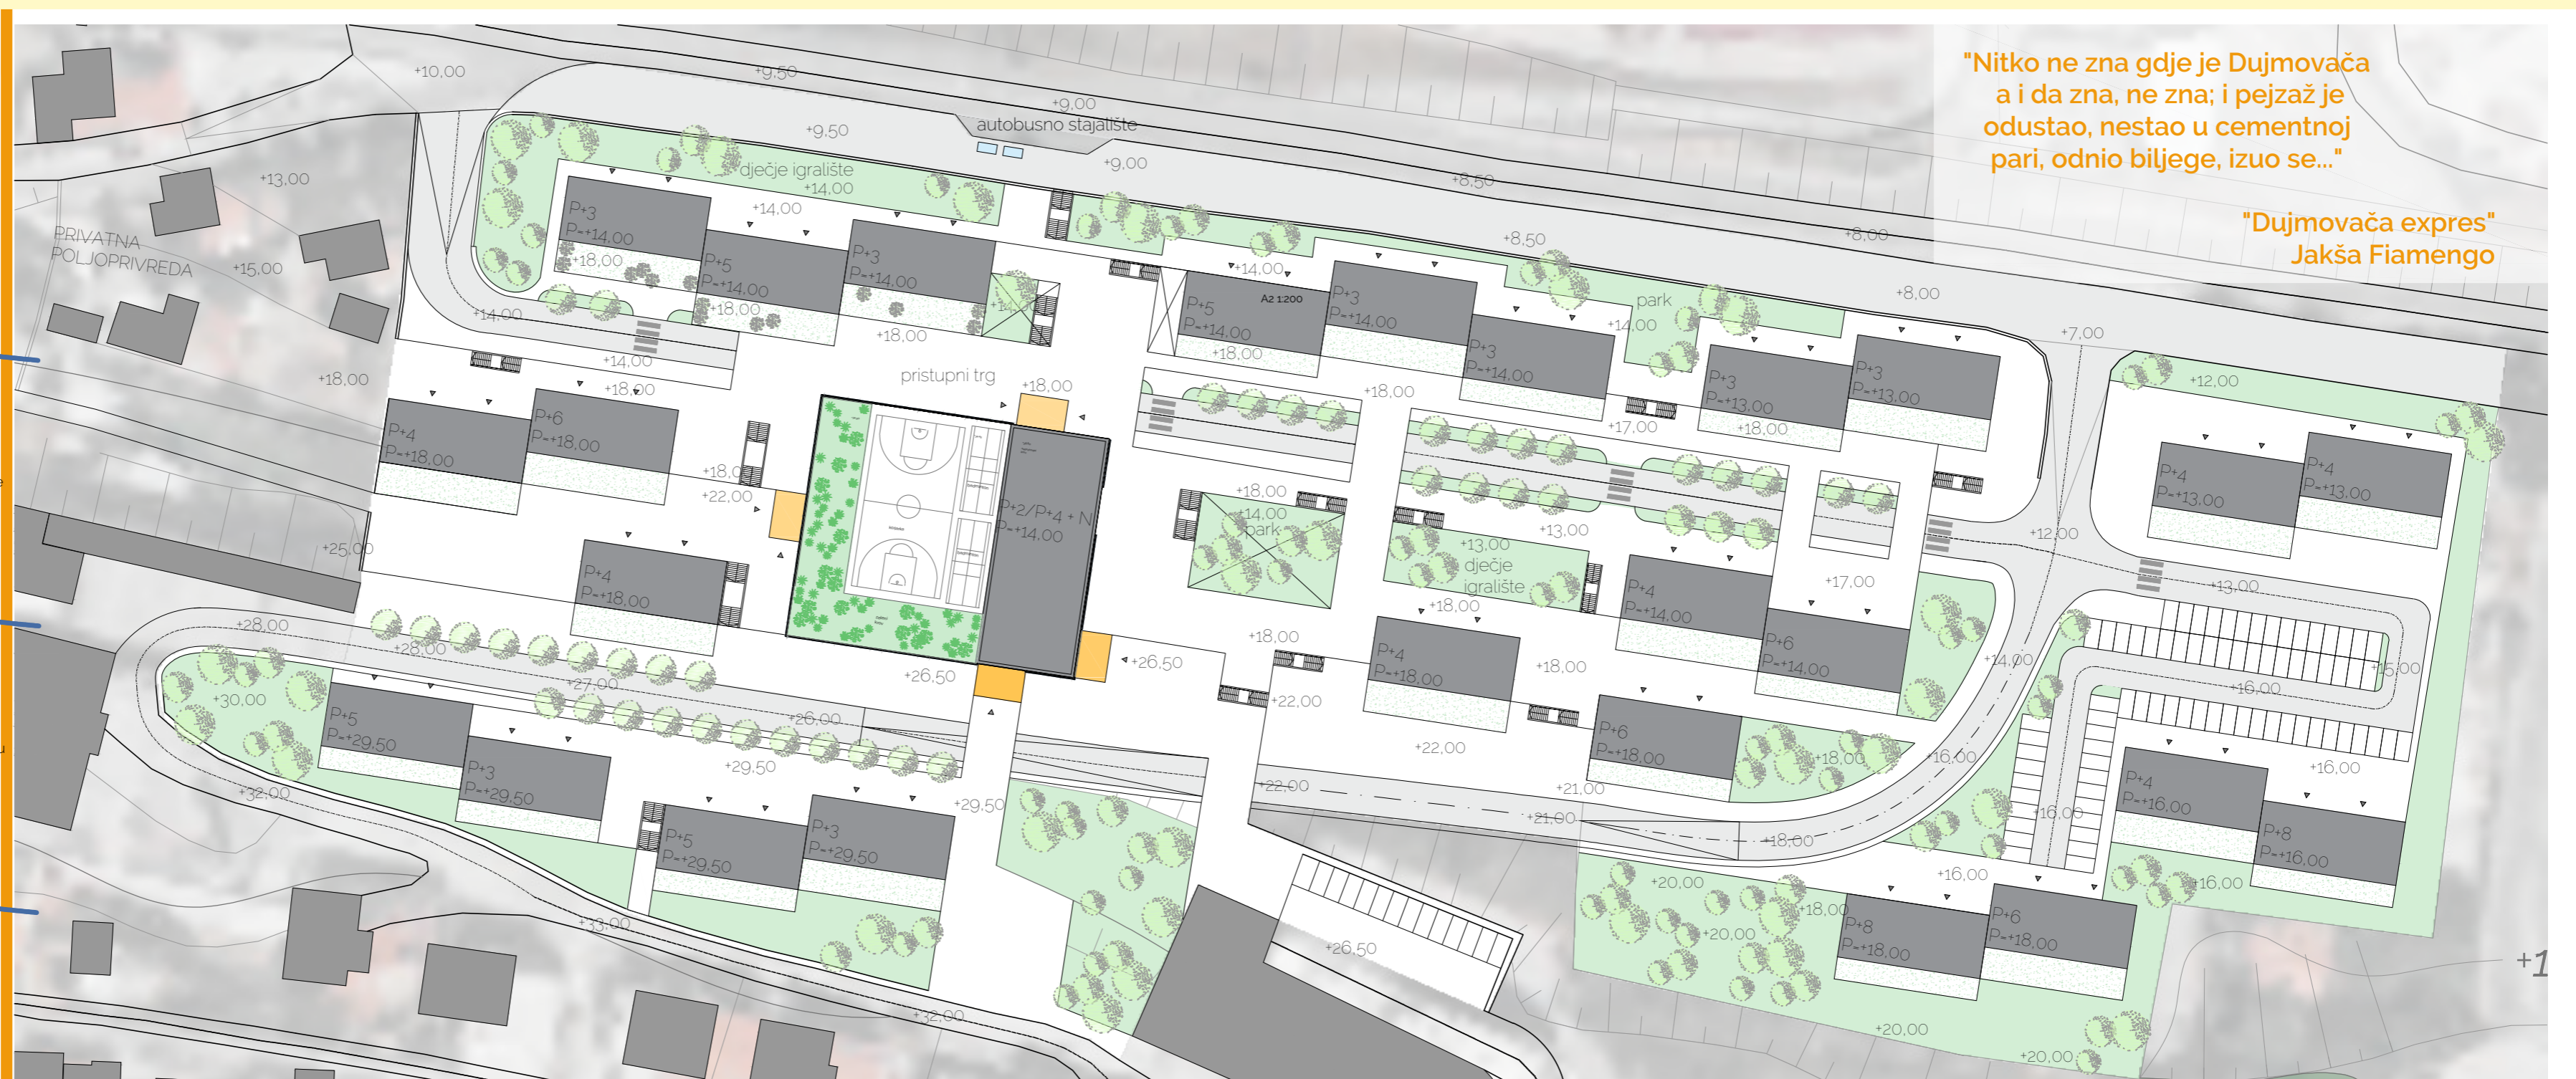 "Nitko ne zna gdje je Dujmovača
a i da zna, ne zna; i pejzaž je
odustao, nestao u cementnoj
pari, odnio biljege, izuo se..."
"Dujmovača expres"
Jakša Fiamengo
+10,00
+9,50
+9,00
autobusno stajalište
+9,50
+9,00
+8,50
+8,50
+8,00
+8,00
+7,00
+13,00
PRIVATNA
POLJOPRIVREDA
+15,00
+18,00
+25,00
dječje igralište
+14,00
+14,00
P+3
P=+14.00
+18,00
P+5
P=+14.00
+18,00
P+3
P=+14.00
+18,00
+14,00
+14,00
+18,00
pristupni trg
+18,00
+14,00
P+5
P=+14.00
A2 1:200
+18,00
P+3
P=+14.00
P+3
P=+14.00
park
+14,00
P+3
P=+13.00
+18,00
P+3
P=+13.00
+18,00
+17,00
+12,00
P+4
P=+13.00
P+4
P=+13.00
P+4
P=+18.00
P+6
P=+18.00
+18,00
+22,00
P+4
P=+18.00
P+2/P+4 + N
P=+14.00
+18,00
+14,00
park
+13,00
+13,00
dječje
igralište
+18,00
+17,00
+12,00
+13,00
+15,00
+16,00
P+4
P=+14.00
P+6
P=+14.00
+14,00
P+4
P=+18.00
+18,00
+18,00
+22,00
+22,00
P+6
P=+18.00
+18,00
+16,00
+16,00
+16,00
P+4
P=+16.00
P+8
P=+16.00
+16,00
+28,00
+28,00
+27,00
+26,00
+26,50
+26,50
+30,00
P+5
P=+29.50
P+3
P=+29.50
+29,50
P+5
P=+29.50
P+3
P=+29.50
+29,50
+32,00
+33,00
+32,00
+22,00
+21,00
+21,00
+18,00
+26,50
+20,00
+20,00
+18,00
+16,00
P+8
P=+18.00
P+6
P=+18.00
+20,00
+20,00
+1